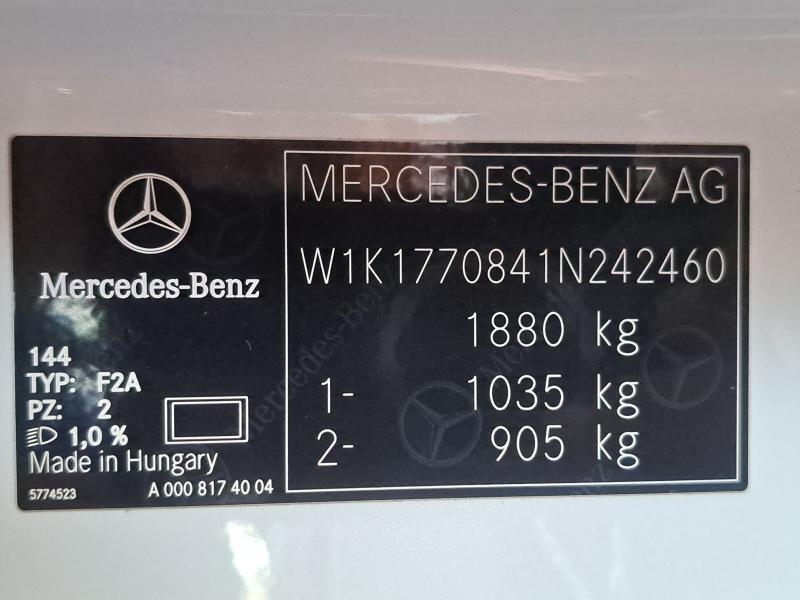 Mercedes-Benz
144
TYP: F2A
PZ: 2
1,0 %
Made in Hungary
5774523 A 000 817 40 04
MERCEDES-BENZ AG
W1K1770841N242460
1880 kg
1- 1035 kg
2- 905 kg